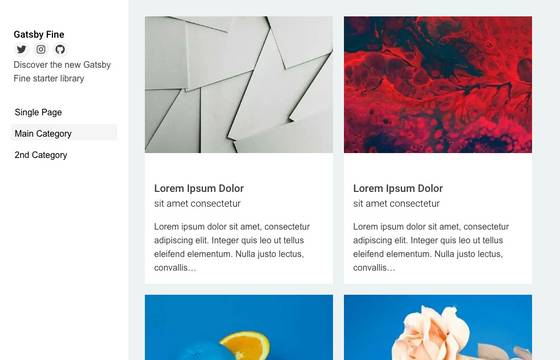 Gatsby Fine
Discover the new Gatsby
Fine starter library
Single Page
Main Category
2nd Category
Lorem Ipsum Dolor
sit amet consectetur
Lorem ipsum dolor sit amet, consectetur
adipiscing elit. Integer quis leo ut tellus
eleifend elementum. Nulla justo lectus,
convallis…
Lorem Ipsum Dolor
sit amet consectetur
Lorem ipsum dolor sit amet, consectetur
adipiscing elit. Integer quis leo ut tellus
eleifend elementum. Nulla justo lectus,
convallis…